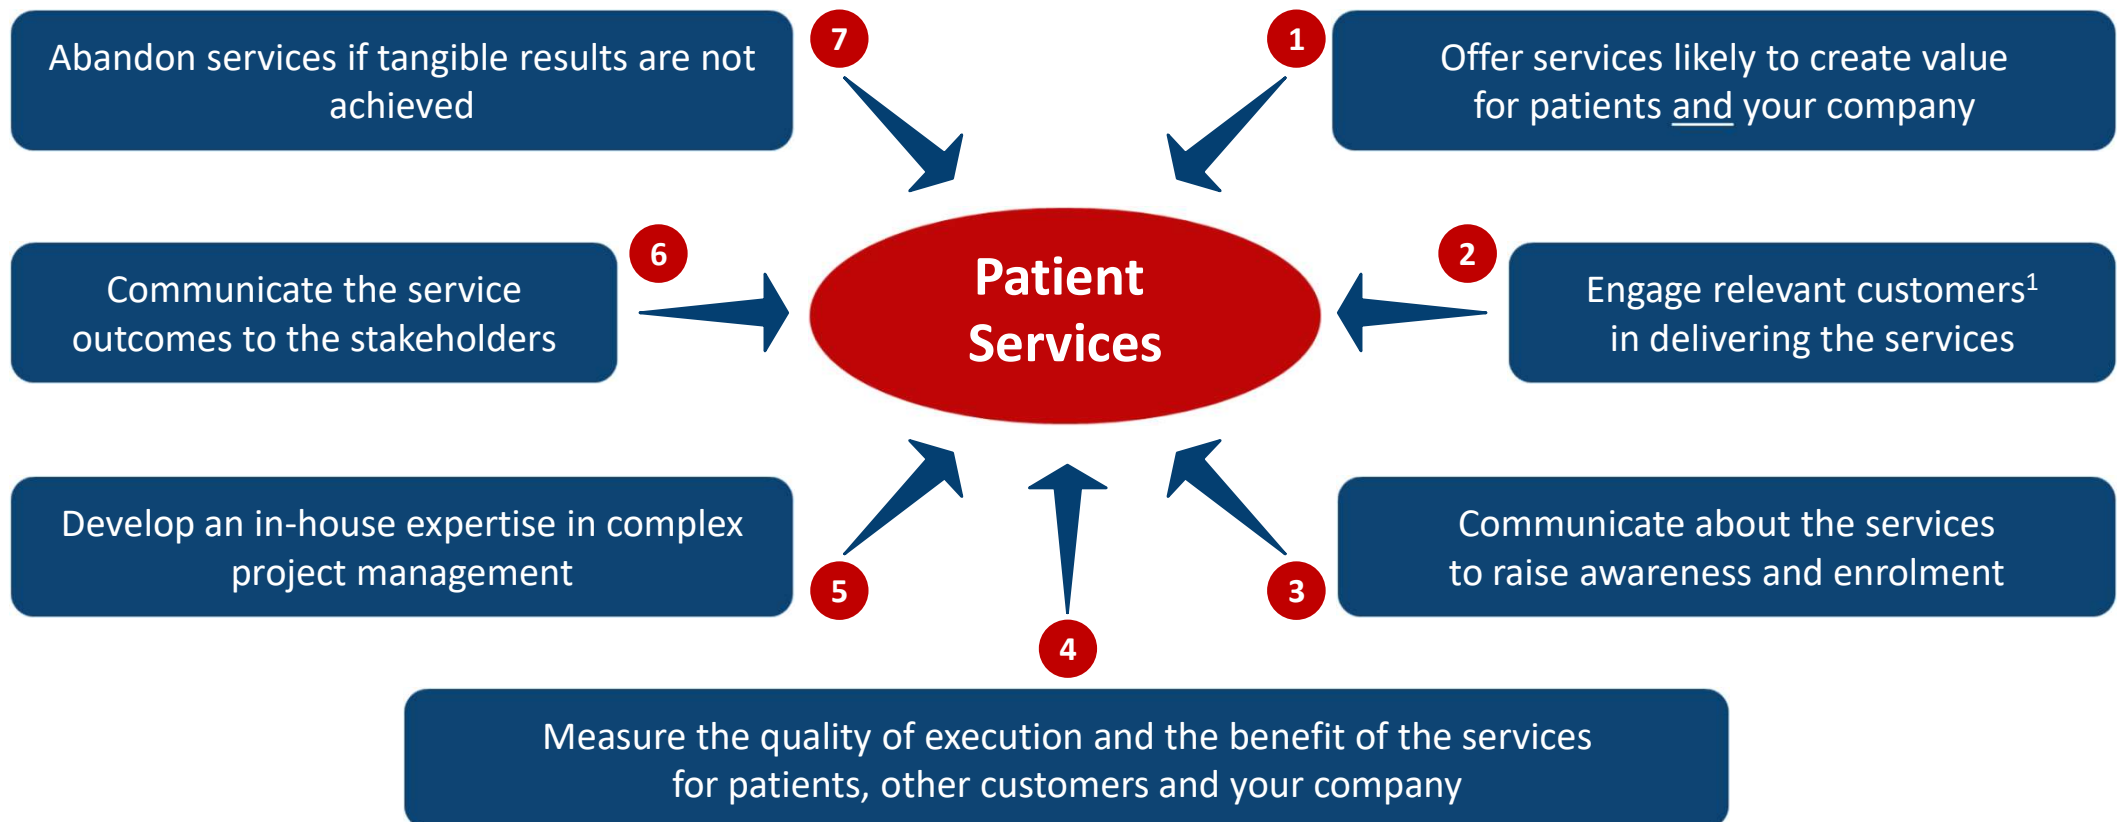 7
Abandon services if tangible results are not
achieved
1
Offer services likely to create value
for patients and your company
6
Communicate the service
outcomes to the stakeholders
Patient
Services
2
Engage relevant customers¹
in delivering the services
Develop an in-house expertise in complex
project management
5
3
Communicate about the services
to raise awareness and enrolment
4
Measure the quality of execution and the benefit of the services
for patients, other customers and your company